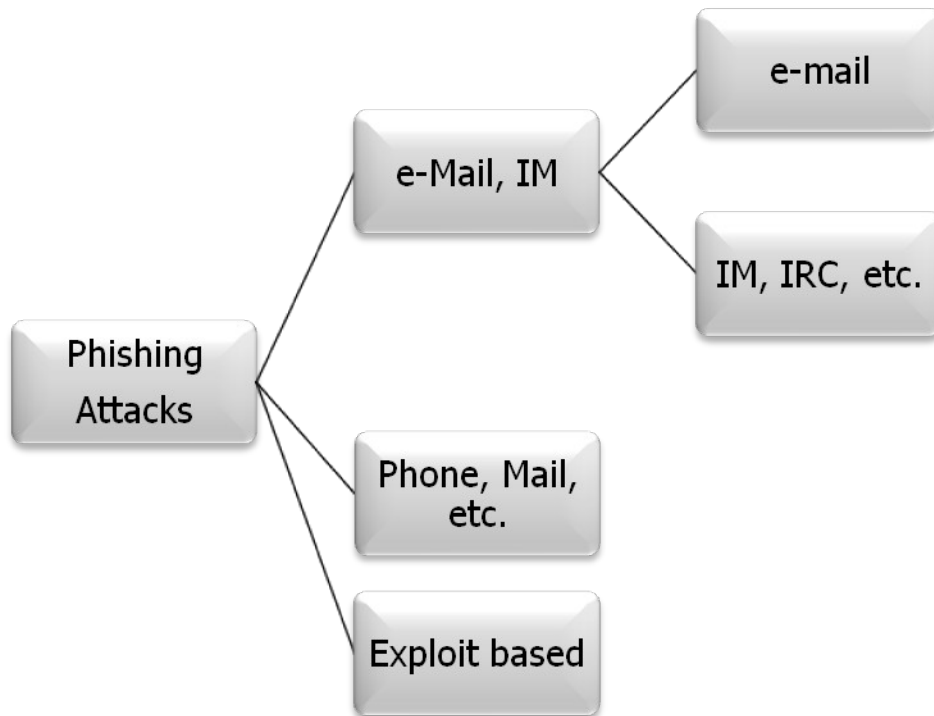 e-mail
e-Mail, IM
IM, IRC, etc.
Phishing
Attacks
Phone, Mail,
etc.
Exploit based